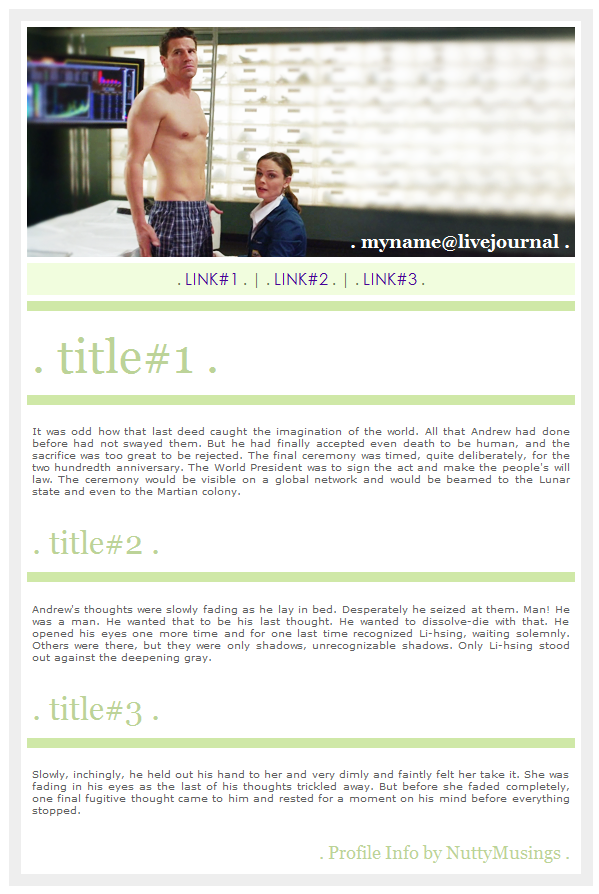 . myname@livejournal .
. LINK#1 . | . LINK#2 . | . LINK#3 .
. title#1 .
It was odd how that last deed caught the imagination of the world. All that Andrew had done
before had not swayed them. But he had finally accepted even death to be human, and the
sacrifice was too great to be rejected. The final ceremony was timed, quite deliberately, for the
two hundredth anniversary. The World President was to sign the act and make the people's will
law. The ceremony would be visible on a global network and would be beamed to the Lunar
state and even to the Martian colony.
. title#2 .
Andrew's thoughts were slowly fading as he lay in bed. Desperately he seized at them. Man! He
was a man. He wanted that to be his last thought. He wanted to dissolve-die with that. He
opened his eyes one more time and for one last time recognized Li-hsing, waiting solemnly.
Others were there, but they were only shadows, unrecognizable shadows. Only Li-hsing stood
out against the deepening gray.
. title#3 .
Slowly, inchingly, he held out his hand to her and very dimly and faintly felt her take it. She was
fading in his eyes as the last of his thoughts trickled away. But before she faded completely,
one final fugitive thought came to him and rested for a moment on his mind before everything
stopped.
. Profile Info by NuttyMusings .